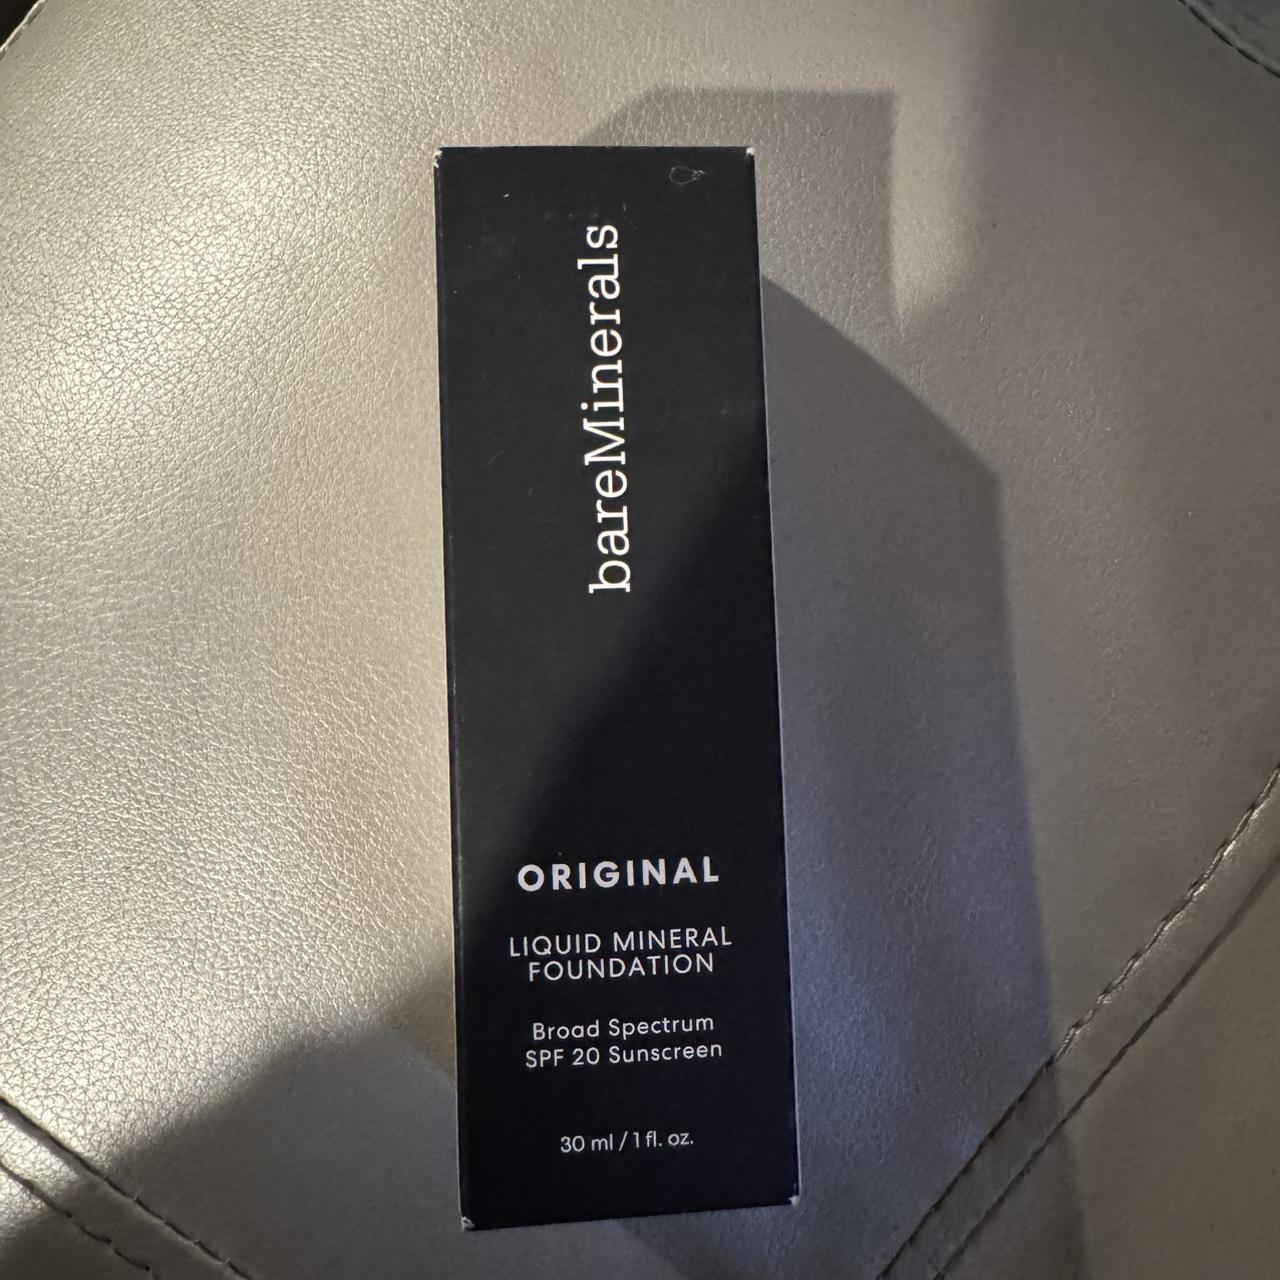 bareMinerals
ORIGINAL
LIQUID MINERAL
FOUNDATION
Broad Spectrum
SPF 20 Sunscreen
30 ml / 1 fl. oz.